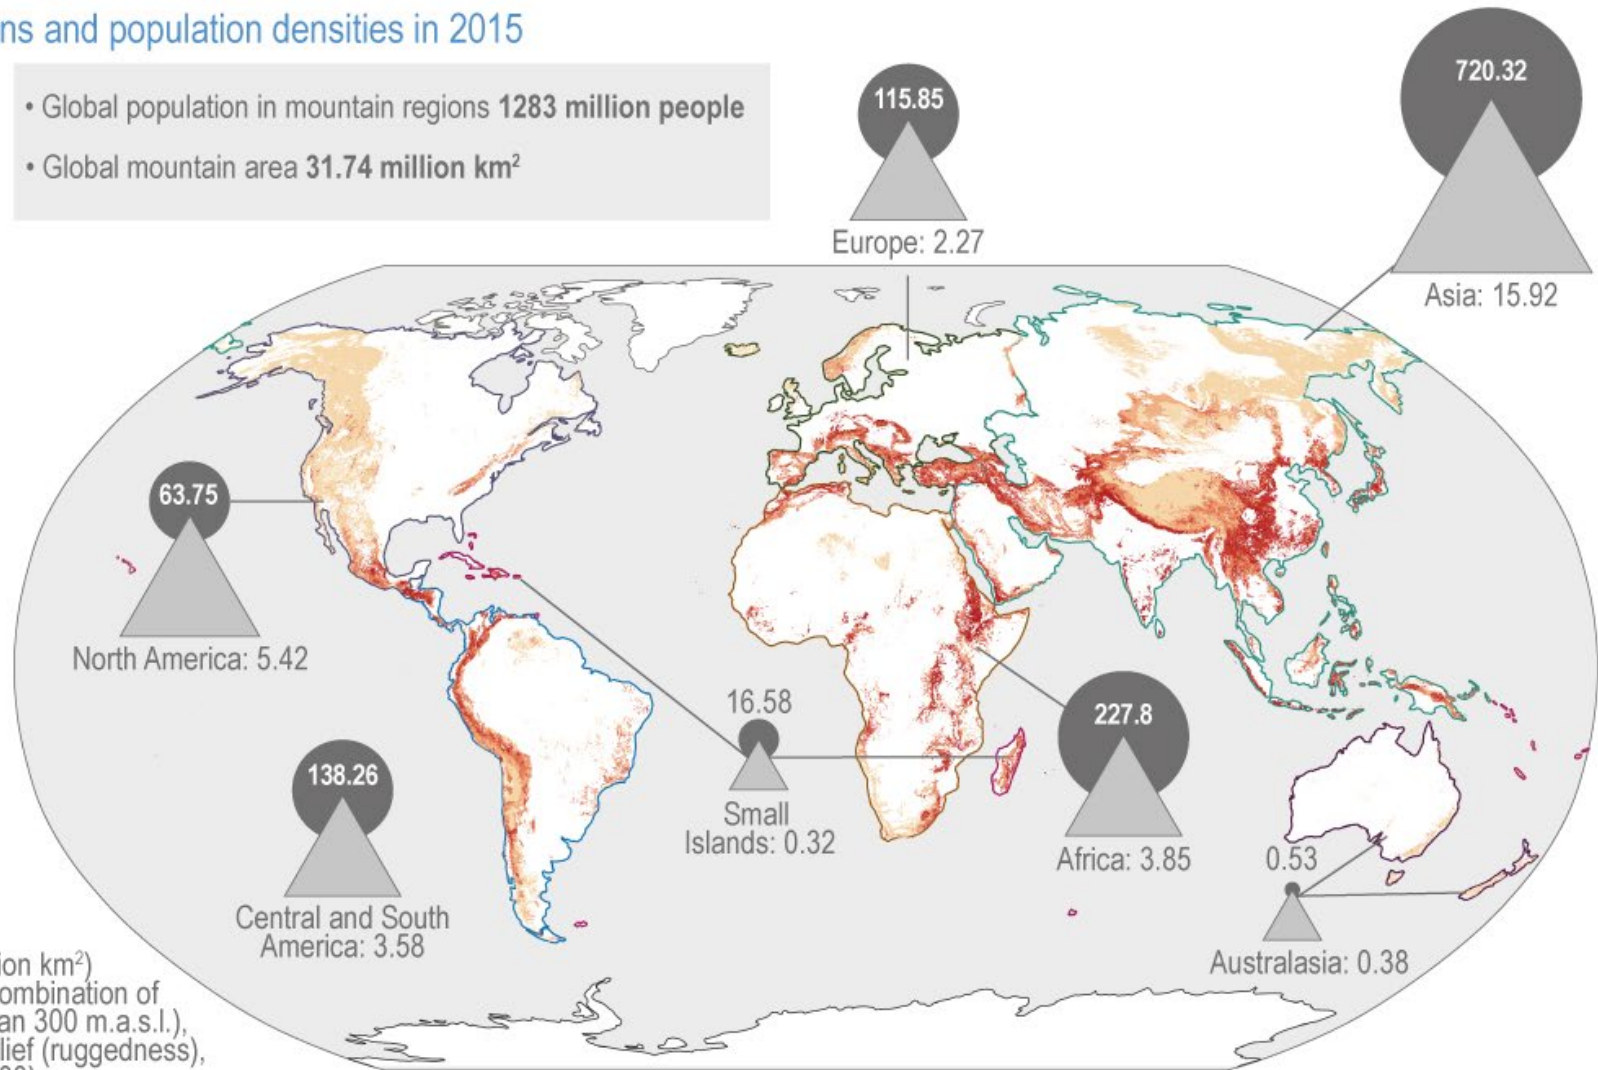 ns and population densities in 2015
• Global population in mountain regions 1283 million people
• Global mountain area 31.74 million km²
115.85
Europe: 2.27
720.32
Asia: 15.92
63.75
North America: 5.42
16.58
Small
Islands: 0.32
227.8
Africa: 3.85
138.26
Central and South
America: 3.58
0.53
Australasia: 0.38
ion km²)
ombination of
an 300 m.a.s.l.),
lief (ruggedness),